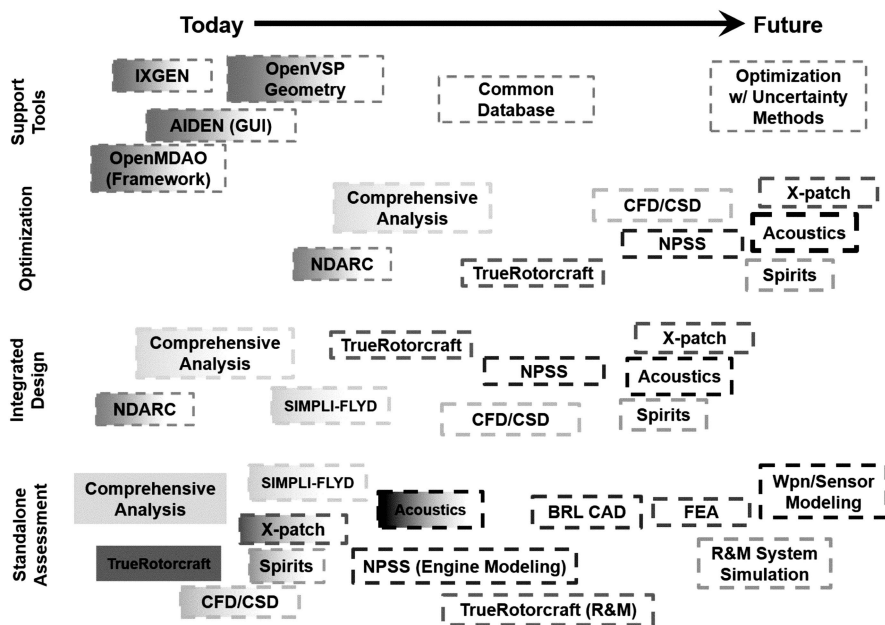 Today
Future
Support
Tools
IXGEN
OpenVSP
Geometry
Common
Database
Optimization
w/ Uncertainty
Methods
AIDEN (GUI)
OpenMDAO
(Framework)
Optimization
Comprehensive
Analysis
CFD/CSD
X-patch
NPSS
Acoustics
NDARC
TrueRotorcraft
Spirits
Integrated
Design
Comprehensive
Analysis
TrueRotorcraft
X-patch
NPSS
Acoustics
NDARC
SIMPLI-FLYD
CFD/CSD
Spirits
Standalone
Assessment
Comprehensive
Analysis
SIMPLI-FLYD
Acoustics
BRL CAD
FEA
Wpn/Sensor
Modeling
X-patch
TrueRotorcraft
Spirits
NPSS (Engine Modeling)
R&M System
Simulation
CFD/CSD
TrueRotorcraft (R&M)